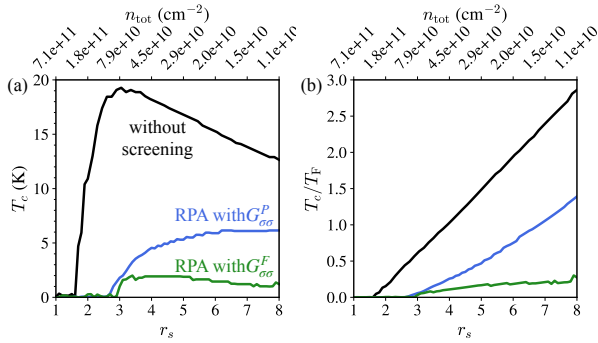 n_tot (cm⁻²)
7.1e+11 1.8e+11 7.9e+10 4.5e+10 2.9e+10 2.0e+10 1.5e+10 1.1e+10
(a)
T_c (K)
20
15
10
5
0
without
screening
RPA withG^P_σσ
RPA withG^F_σσ
1 2 3 4 5 6 7 8
r_s
n_tot (cm⁻²)
7.1e+11 1.8e+11 7.9e+10 4.5e+10 2.9e+10 2.0e+10 1.5e+10 1.1e+10
(b)
T_c/T_F
3.0
2.5
2.0
1.5
1.0
0.5
0.0
1 2 3 4 5 6 7 8
r_s